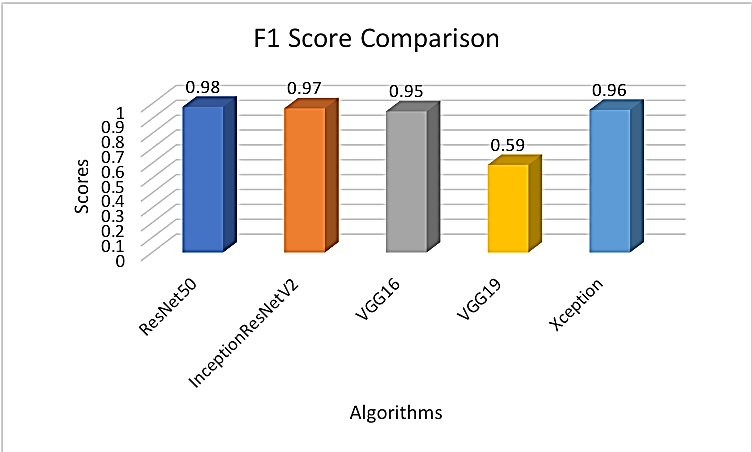 F1 Score Comparison
0.98
0.97
0.95
0.59
0.96
Scores
1
0.9
0.8
0.7
0.6
0.5
0.4
0.3
0.2
0.1
0
ResNet50
InceptionResNetV2
VGG16
VGG19
Xception
Algorithms